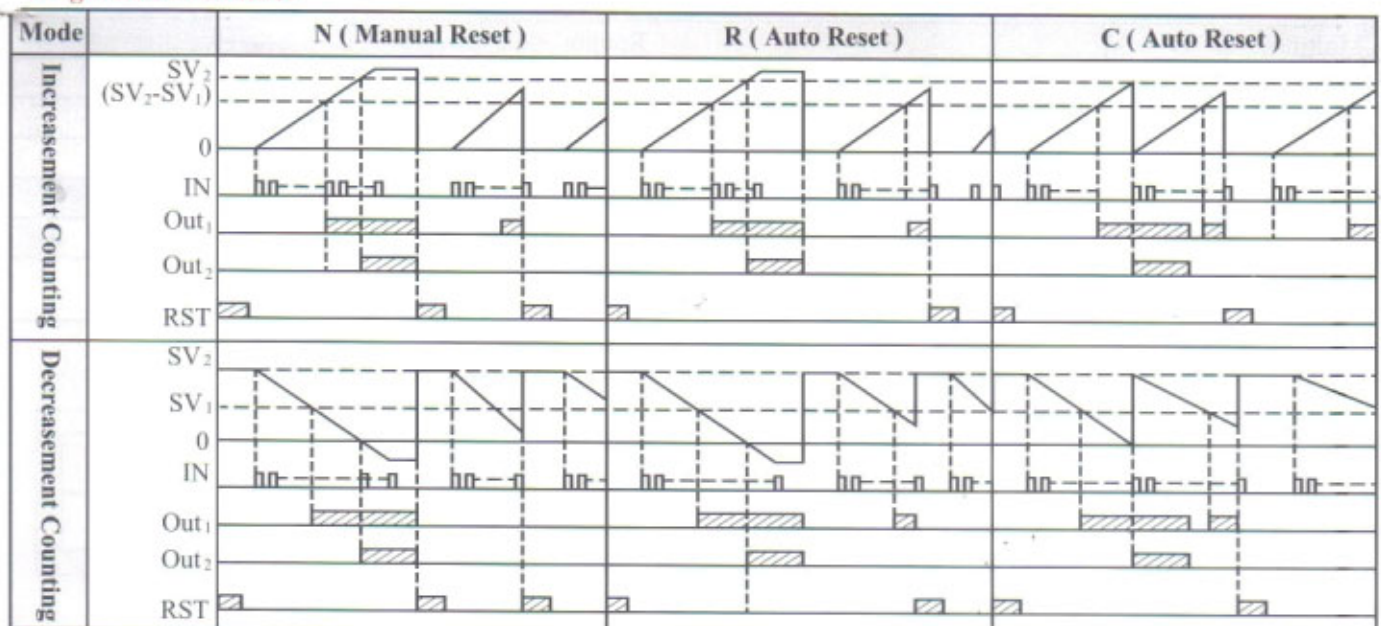 Mode N ( Manual Reset ) R ( Auto Reset ) C ( Auto Reset )
Increasement Counting
SV₂
(SV₂-SV₁)
0
IN
Out₁
Out₂
RST
Decreasement Counting
SV₂
SV₁
0
IN
Out₁
Out₂
RST